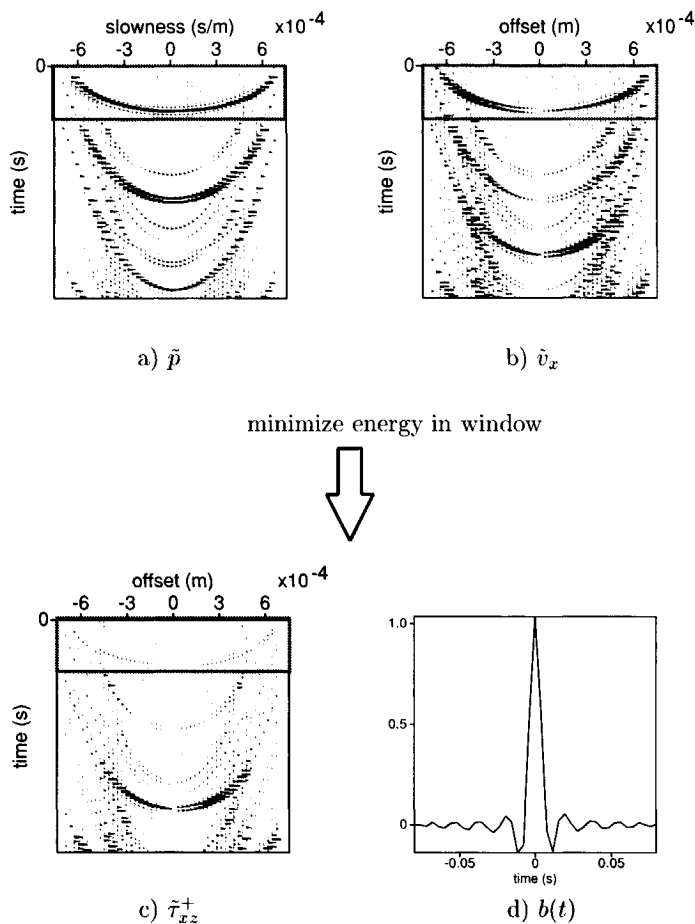 slowness (s/m) x10⁻⁴
-6 -3 0 3 6
0
time (s)
a) p̃
offset (m) x10⁻⁴
-6 -3 0 3 6
0
time (s)
b) ṽₓ
minimize energy in window
offset (m) x10⁻⁴
-6 -3 0 3 6
0
time (s)
c) τ̃⁺xz
1.0
0.5
0
-0.05 0 0.05
time (s)
d) b(t)